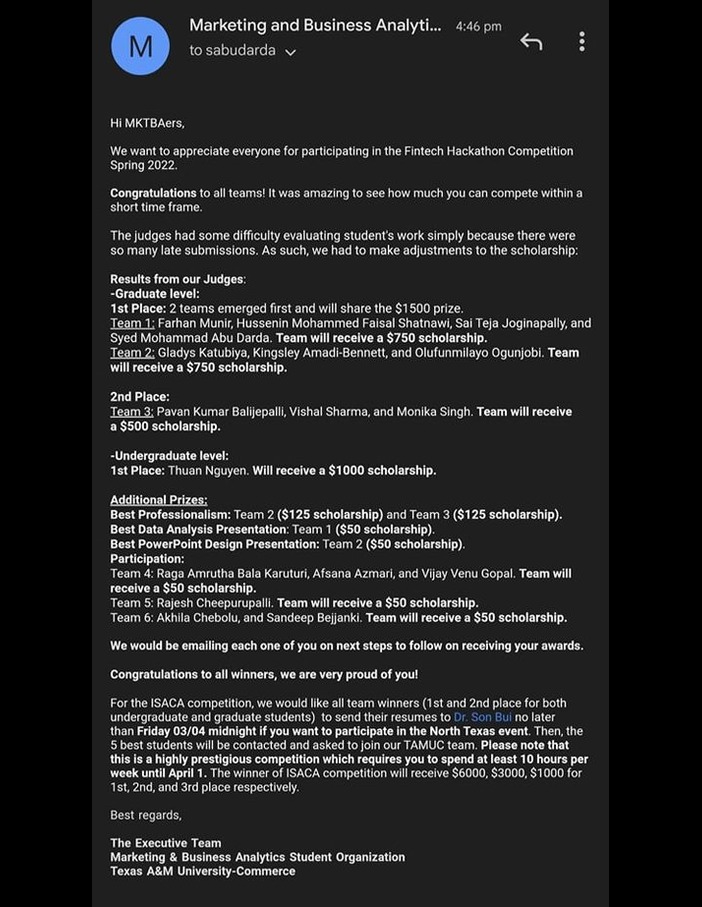 M
Marketing and Business Analyti...
4:46 pm
to sabudarda
Hi MKTBAers,
We want to appreciate everyone for participating in the Fintech Hackathon Competition
Spring 2022.
Congratulations to all teams! It was amazing to see how much you can compete within a
short time frame.
The judges had some difficulty evaluating student's work simply because there were
so many late submissions. As such, we had to make adjustments to the scholarship:
Results from our Judges:
-Graduate level:
1st Place: 2 teams emerged first and will share the $1500 prize.
Team 1: Farhan Munir, Hussenin Mohammed Faisal Shatnawi, Sai Teja Joginapally, and
Syed Mohammad Abu Darda. Team will receive a $750 scholarship.
Team 2: Gladys Katubiya, Kingsley Amadi-Bennett, and Olufunmilayo Ogunjobi. Team
will receive a $750 scholarship.
2nd Place:
Team 3: Pavan Kumar Balijepalli, Vishal Sharma, and Monika Singh. Team will receive
a $500 scholarship.
-Undergraduate level:
1st Place: Thuan Nguyen. Will receive a $1000 scholarship.
Additional Prizes:
Best Professionalism: Team 2 ($125 scholarship) and Team 3 ($125 scholarship).
Best Data Analysis Presentation: Team 1 ($50 scholarship).
Best PowerPoint Design Presentation: Team 2 ($50 scholarship).
Participation:
Team 4: Raga Amrutha Bala Karuturi, Afsana Azmari, and Vijay Venu Gopal. Team will
receive a $50 scholarship.
Team 5: Rajesh Cheepurupalli. Team will receive a $50 scholarship.
Team 6: Akhila Chebolu, and Sandeep Bejjanki. Team will receive a $50 scholarship.
We would be emailing each one of you on next steps to follow on receiving your awards.
Congratulations to all winners, we are very proud of you!
For the ISACA competition, we would like all team winners (1st and 2nd place for both
undergraduate and graduate students) to send their resumes to Dr. Son Bui no later
than Friday 03/04 midnight if you want to participate in the North Texas event. Then, the
5 best students will be contacted and asked to join our TAMUC team. Please note that
this is a highly prestigious competition which requires you to spend at least 10 hours per
week until April 1. The winner of ISACA competition will receive $6000, $3000, $1000 for
1st, 2nd, and 3rd place respectively.
Best regards,
The Executive Team
Marketing & Business Analytics Student Organization
Texas A&M University-Commerce